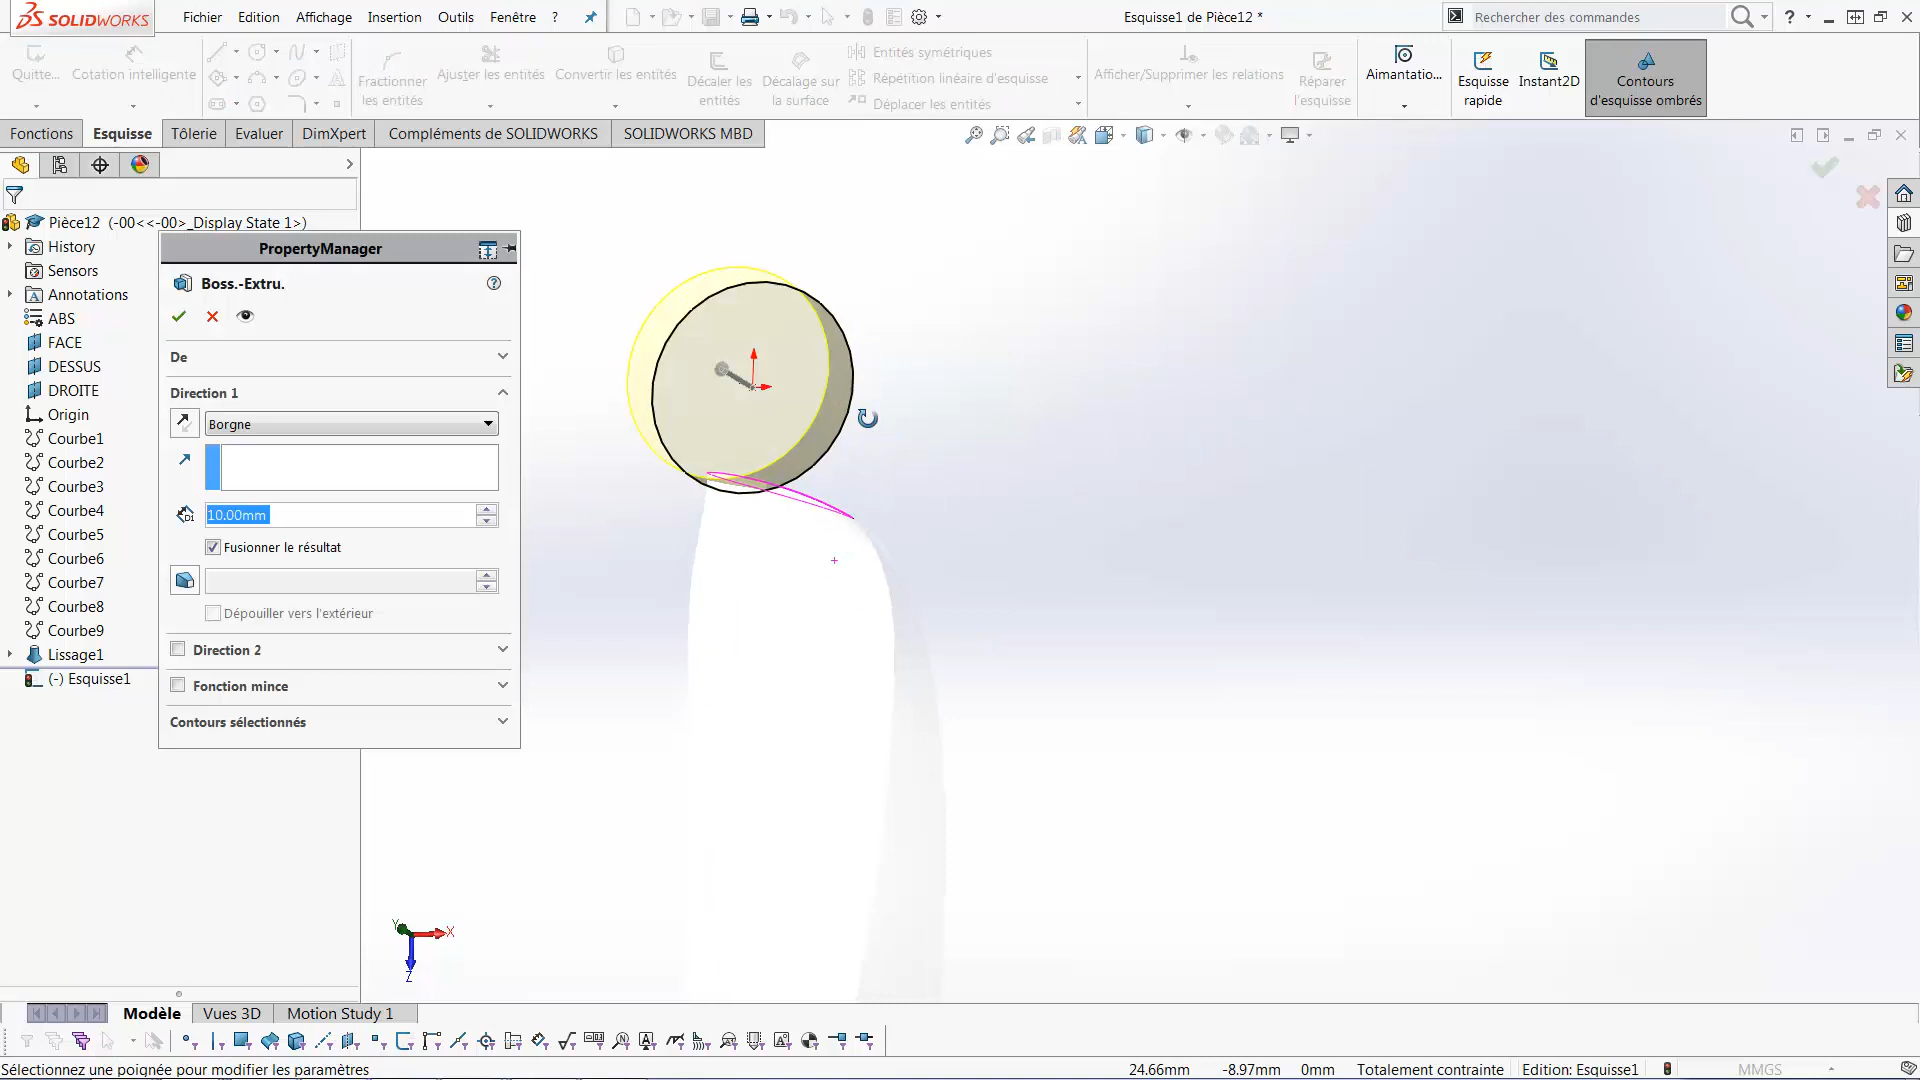 SOLIDWORKS
Fichier Edition Affichage Insertion Outils Fenêtre ?
Esquisse1 de Pièce12 *
Rechercher des commandes
?
Quitte...
Cotation intelligente
Fractionner
les entités
Ajuster les entités
Convertir les entités
Décaler les
entités
Décalage sur
la surface
Entités symétriques
Répétition linéaire d'esquisse
Déplacer les entités
Afficher/Supprimer les relations
Réparer
l'esquisse
Aimantatio...
Esquisse
rapide
Instant2D
Contours
d'esquisse ombrés
Fonctions Esquisse Tôlerie Evaluer DimXpert Compléments de SOLIDWORKS SOLIDWORKS MBD
Pièce12 (-00<<-00>_Display State 1>)
History
Sensors
Annotations
ABS
FACE
DESSUS
DROITE
Origin
Courbe1
Courbe2
Courbe3
Courbe4
Courbe5
Courbe6
Courbe7
Courbe8
Courbe9
Lissage1
(-) Esquisse1
PropertyManager
Boss.-Extru.
De
Direction 1
Borgne
D1
10.00mm
Fusionner le résultat
Dépouiller vers l'extérieur
Direction 2
Fonction mince
Contours sélectionnés
Y
X
Z
Modèle Vues 3D Motion Study 1
Sélectionnez une poignée pour modifier les paramètres
24.66mm -8.97mm 0mm Totalement contrainte Edition: Esquisse1 MMGS